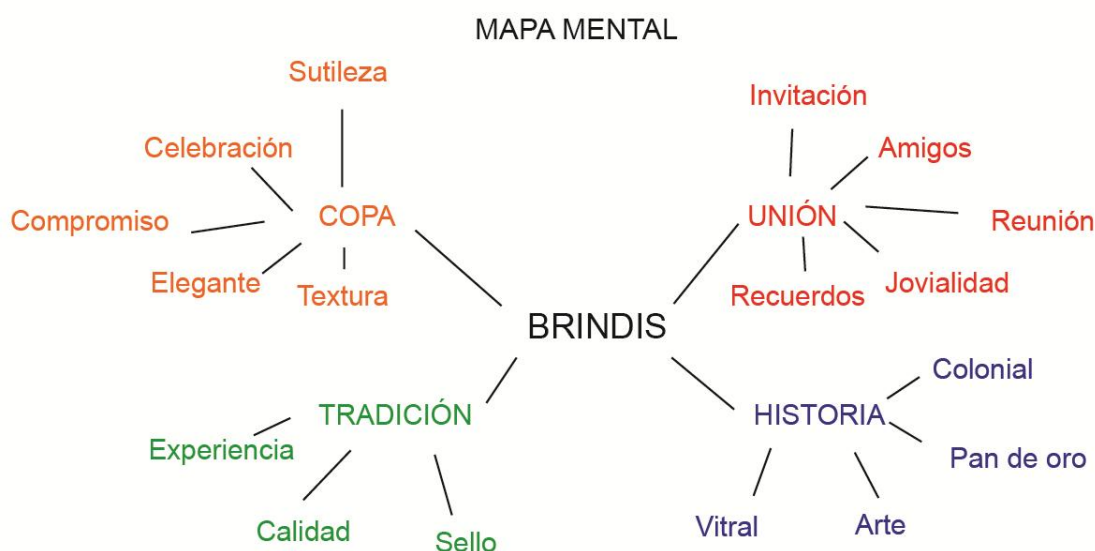 MAPA MENTAL
Sutileza
Celebración
Compromiso
COPA
Elegante
Textura
Invitación
Amigos
UNIÓN
Reunión
Recuerdos
Jovialidad
BRINDIS
TRADICIÓN
Experiencia
Calidad
Sello
Colonial
HISTORIA
Pan de oro
Vitral
Arte